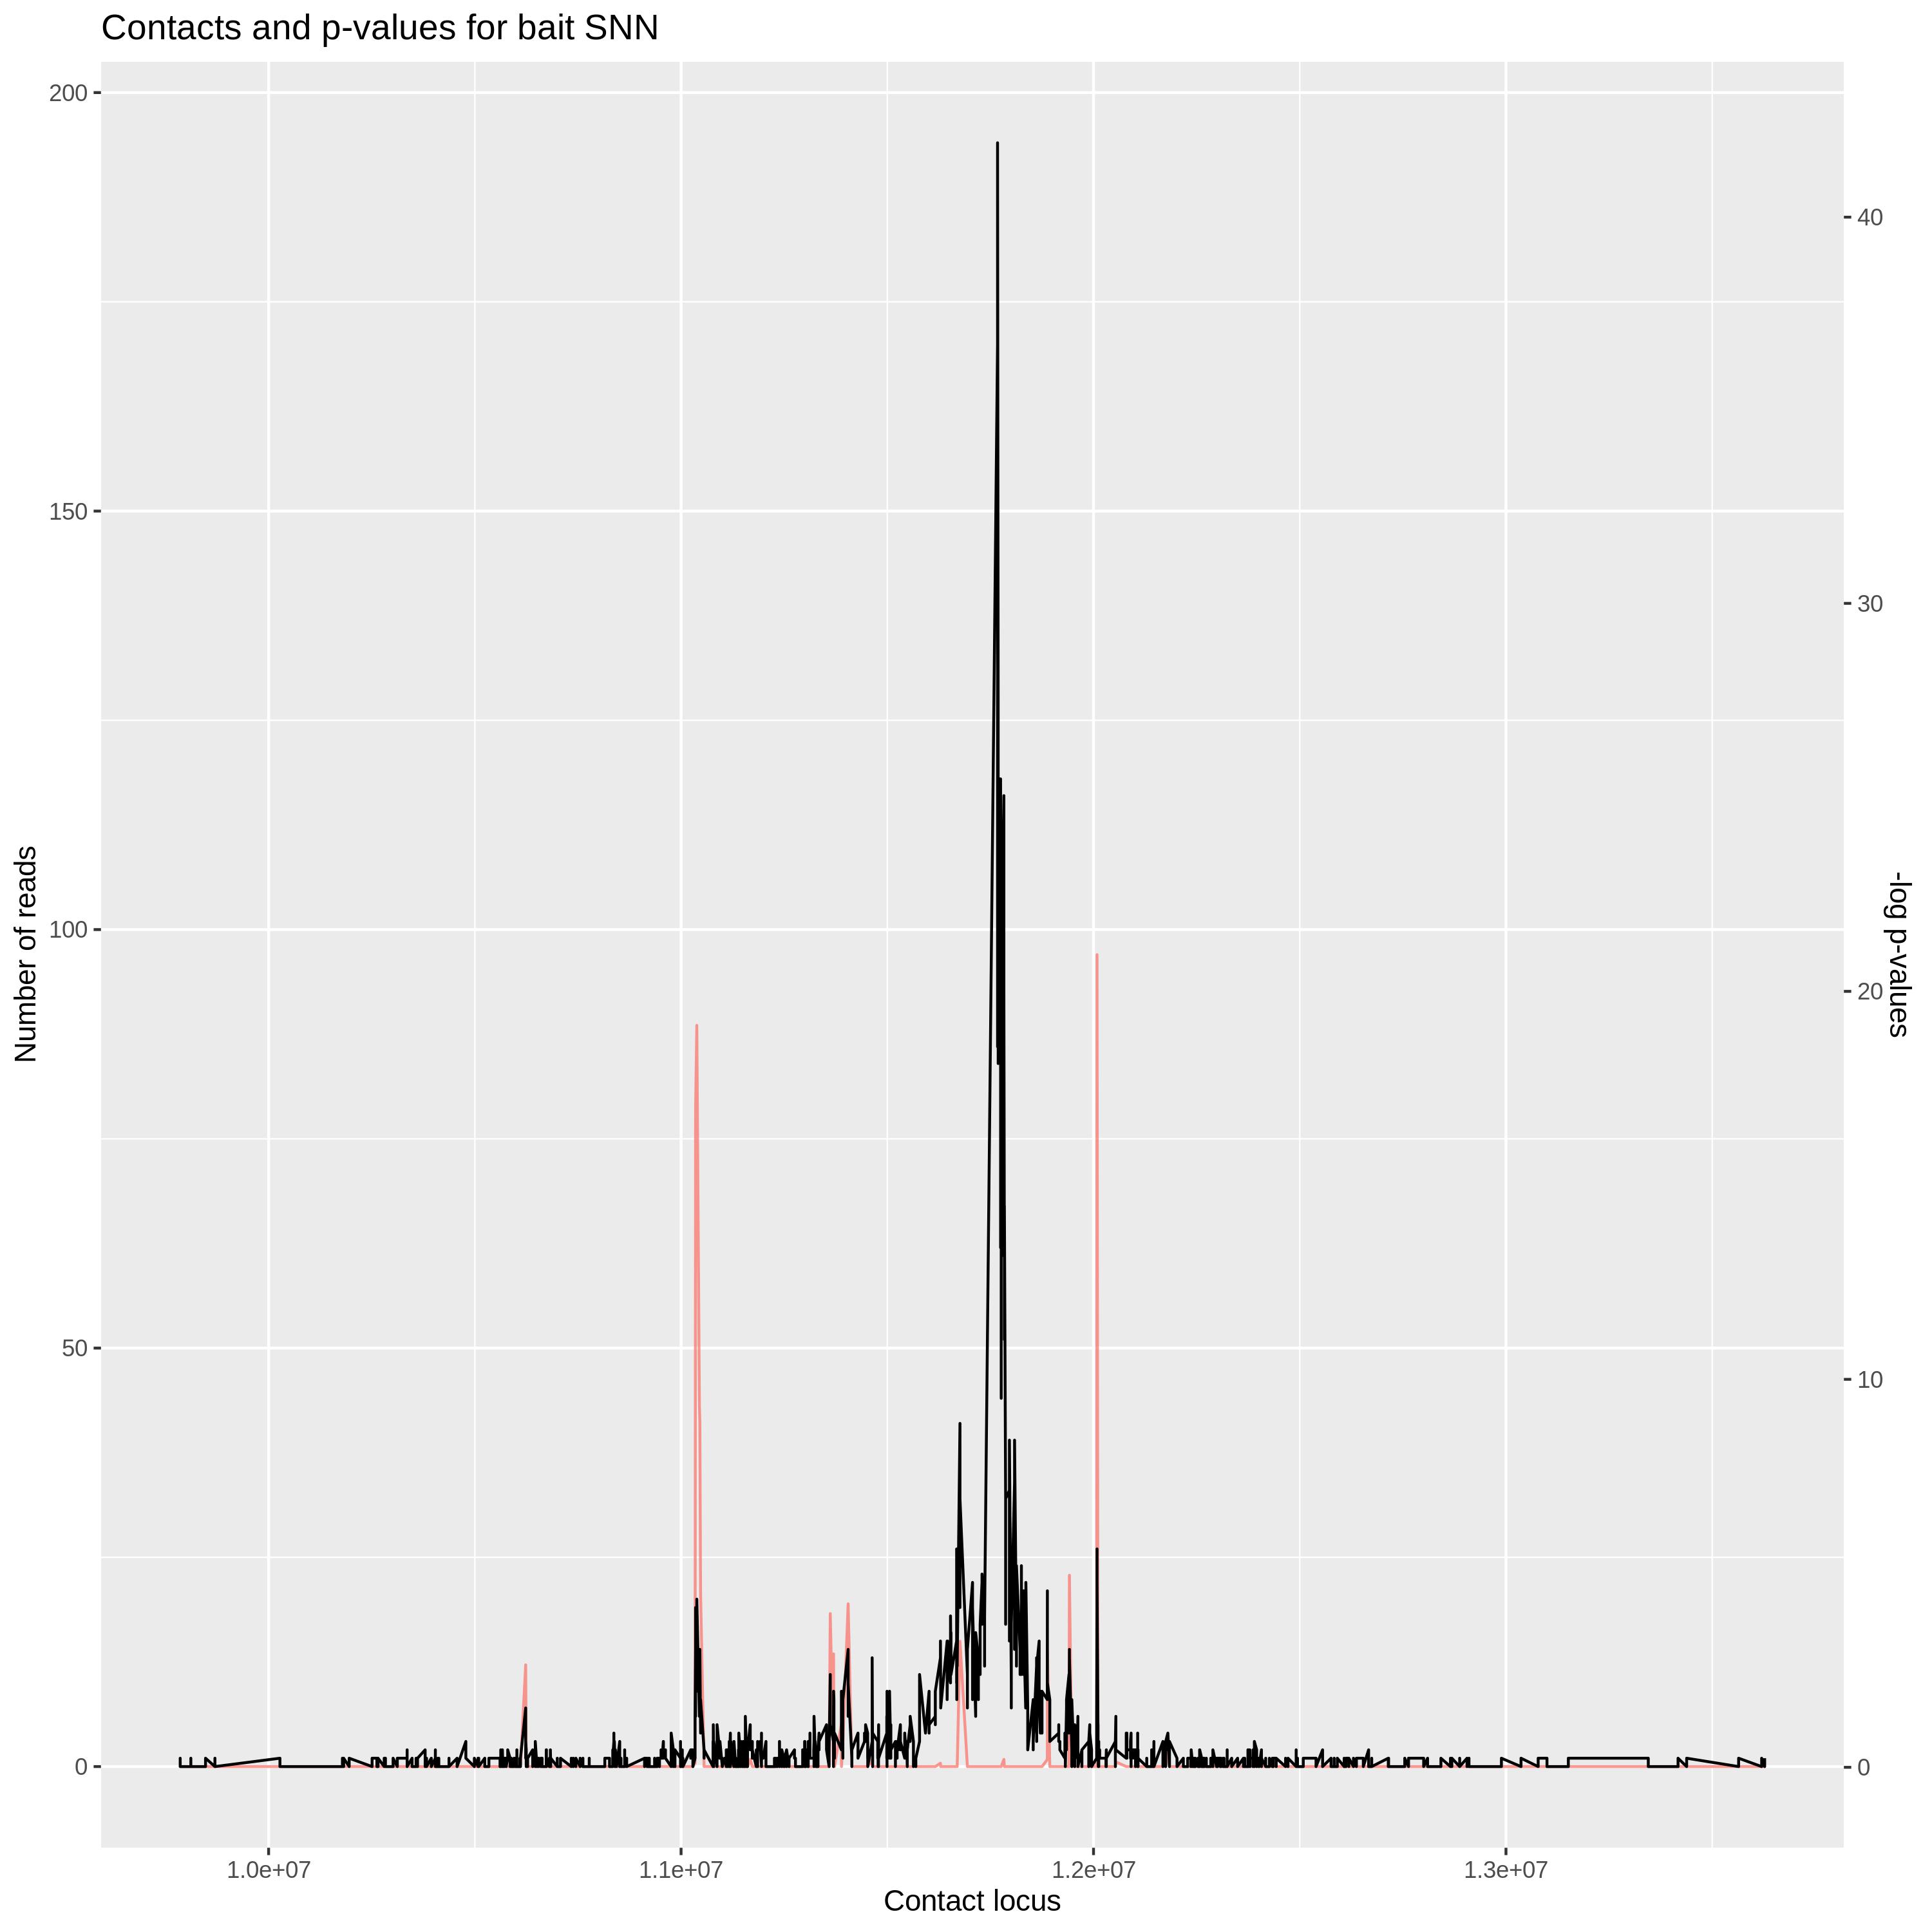 Contacts and p-values for bait SNN
200
150
100
50
0
Number of reads
40
30
20
10
0
-log p-values
1.0e+07
1.1e+07
1.2e+07
1.3e+07
Contact locus